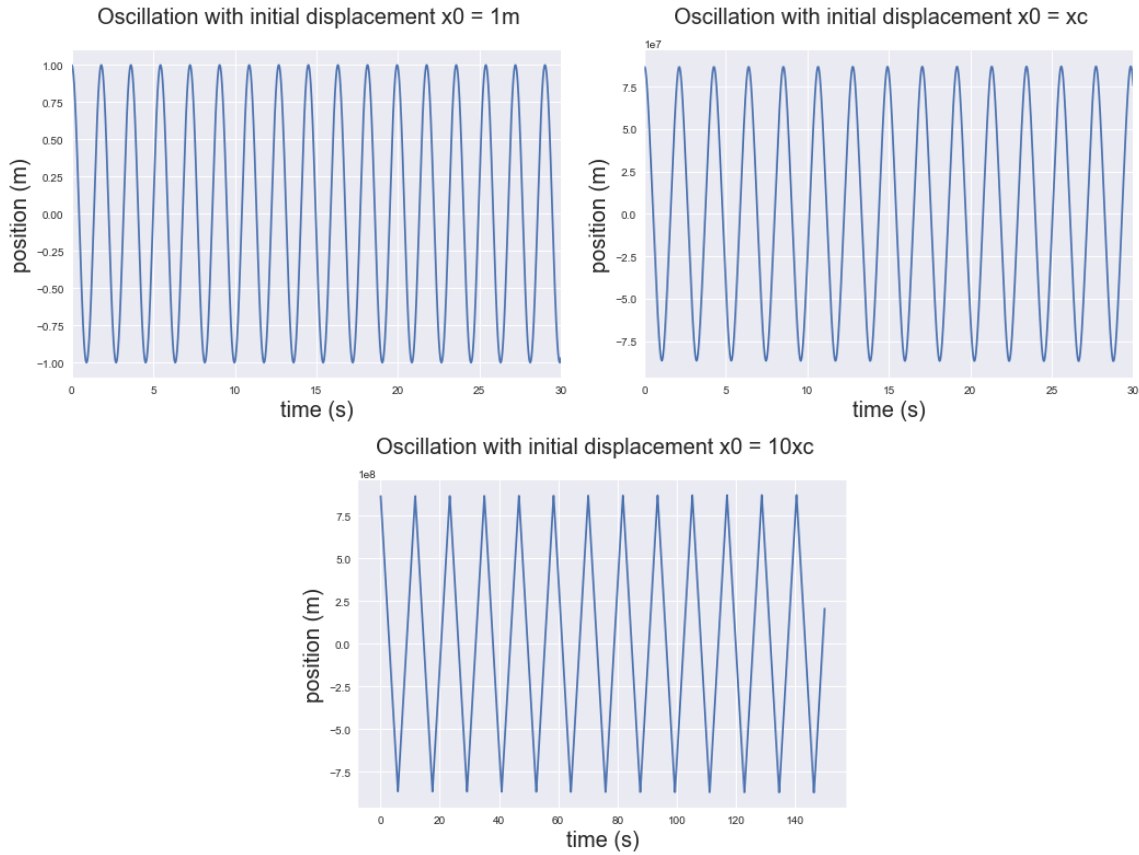 Oscillation with initial displacement x0 = 1m
1.00
0.75
0.50
0.25
0.00
−0.25
−0.50
−0.75
−1.00
position (m)
0 5 10 15 20 25 30
time (s)
Oscillation with initial displacement x0 = xc
1e7
7.5
5.0
2.5
0.0
−2.5
−5.0
−7.5
position (m)
0 5 10 15 20 25 30
time (s)
Oscillation with initial displacement x0 = 10xc
1e8
7.5
5.0
2.5
0.0
−2.5
−5.0
−7.5
position (m)
0 20 40 60 80 100 120 140
time (s)